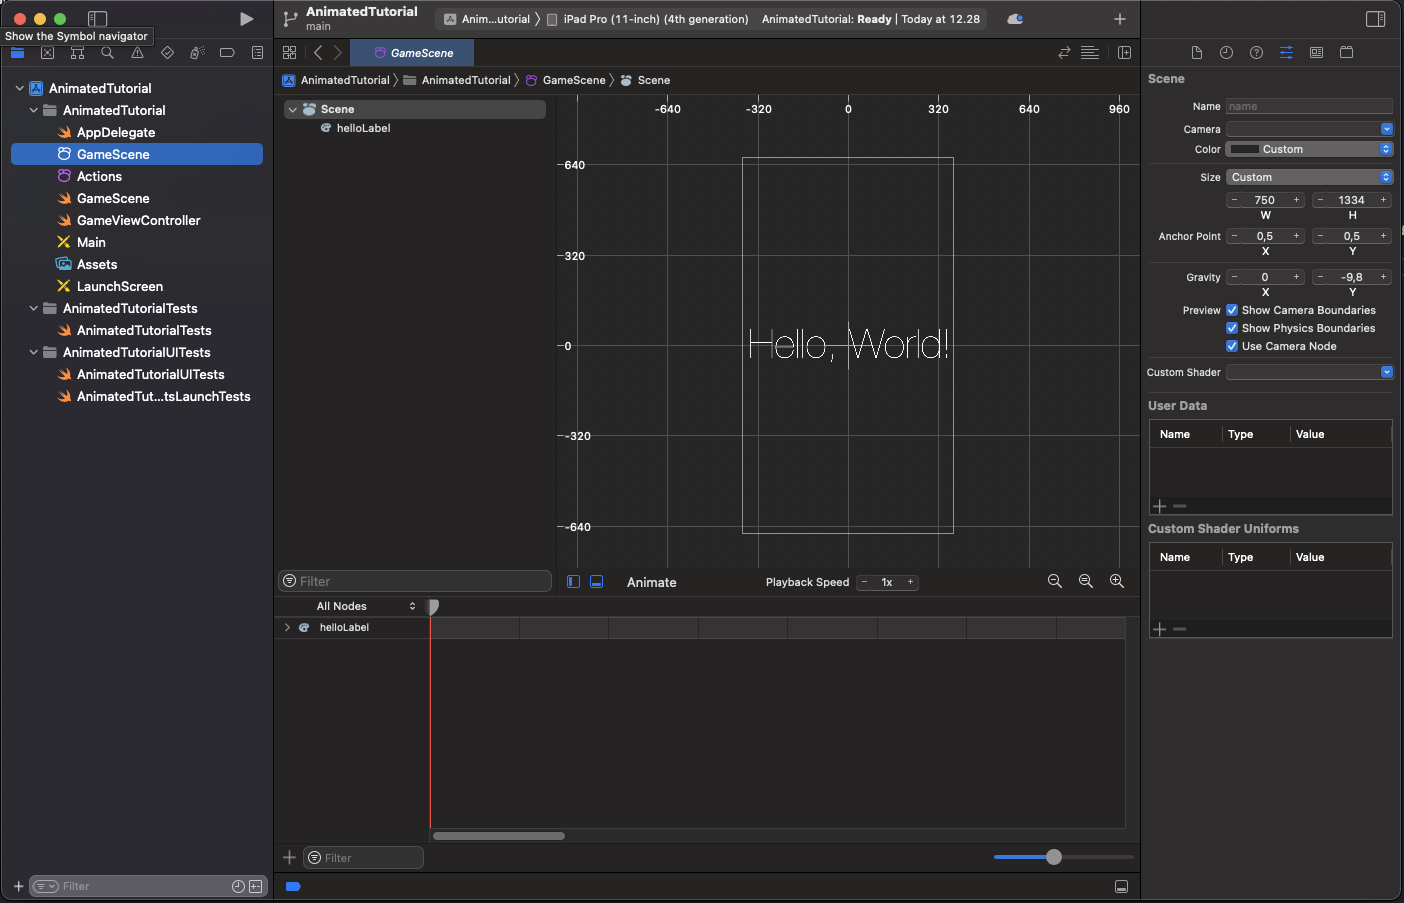 AnimatedTutorial
main
Show the Symbol navigator
Anim...utorial
iPad Pro (11-inch) (4th generation)
AnimatedTutorial: Ready | Today at 12.28
GameScene
AnimatedTutorial
AnimatedTutorial
GameScene
Scene
AnimatedTutorial
AnimatedTutorial
AppDelegate
GameScene
Actions
GameScene
GameViewController
Main
Assets
LaunchScreen
AnimatedTutorialTests
AnimatedTutorialTests
AnimatedTutorialUITests
AnimatedTutorialUITests
AnimatedTut...tsLaunchTests
Filter
Scene
helloLabel
Filter
-640
-320
0
320
640
960
640
320
0
-320
-640
Hello, World!
Animate
Playback Speed
1x
All Nodes
helloLabel
Filter
Scene
Name name
Camera
Color Custom
Size Custom
750 1334
W H
Anchor Point 0,5 0,5
X Y
Gravity 0 -9,8
X Y
Preview Show Camera Boundaries
Show Physics Boundaries
Use Camera Node
Custom Shader
User Data
Name Type Value
Custom Shader Uniforms
Name Type Value